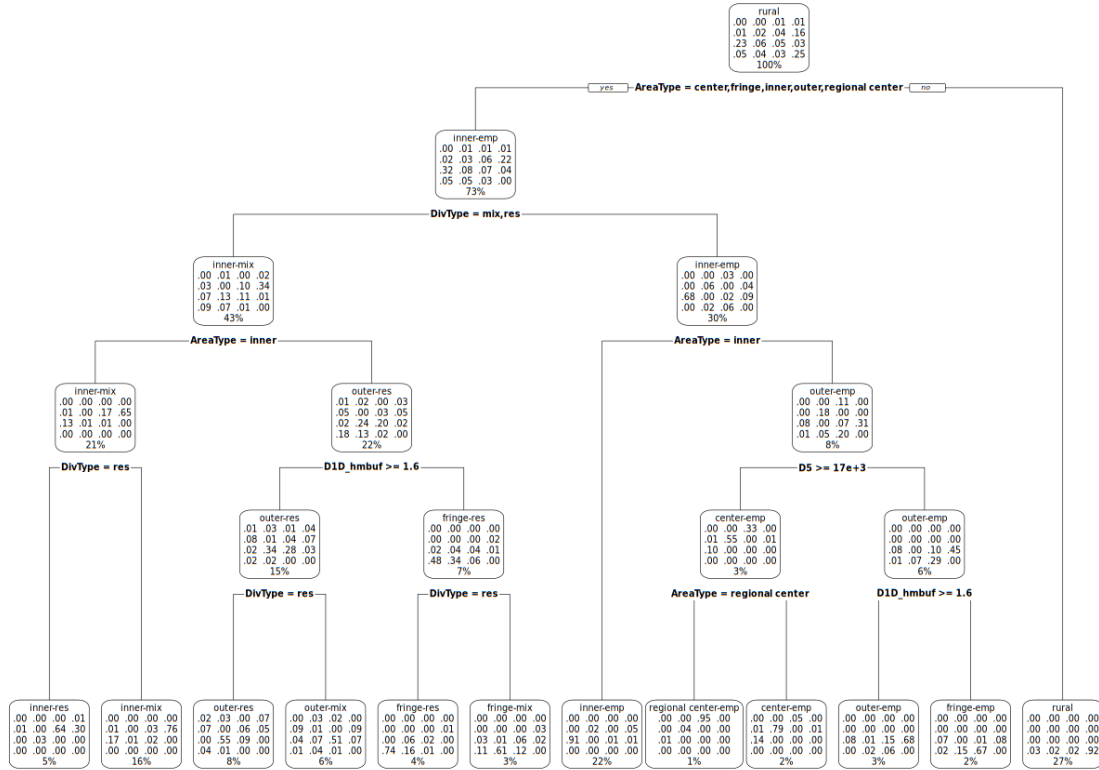 rural
.00 .00 .01 .01
.01 .02 .04 .16
.23 .06 .05 .03
.05 .04 .03 .25
100%
yes AreaType = center,fringe,inner,outer,regional center no
inner-emp
.00 .01 .01 .01
.02 .03 .06 .22
.32 .08 .07 .04
.05 .05 .03 .00
73%
DivType = mix,res
inner-mix
.00 .01 .00 .02
.03 .00 .10 .34
.07 .13 .11 .01
.09 .07 .01 .00
43%
inner-emp
.00 .00 .03 .00
.00 .06 .00 .04
.68 .00 .02 .09
.00 .02 .06 .00
30%
AreaType = inner
AreaType = inner
inner-mix
.00 .00 .00 .00
.01 .00 .17 .65
.13 .01 .01 .00
.00 .00 .00 .00
21%
outer-res
.01 .02 .00 .03
.05 .00 .03 .05
.02 .24 .20 .02
.18 .13 .02 .00
22%
outer-emp
.00 .00 .11 .00
.00 .18 .00 .00
.08 .00 .07 .31
.01 .05 .20 .00
8%
DivType = res
D1D_hmbuf >= 1.6
D5 >= 17e+3
outer-res
.01 .03 .01 .04
.08 .01 .04 .07
.02 .34 .28 .03
.02 .02 .00 .00
15%
fringe-res
.00 .00 .00 .00
.00 .00 .00 .02
.02 .04 .04 .01
.48 .34 .06 .00
7%
center-emp
.00 .00 .33 .00
.01 .55 .00 .01
.10 .00 .00 .00
.00 .00 .00 .00
3%
outer-emp
.00 .00 .00 .00
.00 .00 .00 .00
.08 .00 .10 .45
.01 .07 .29 .00
6%
DivType = res
DivType = res
AreaType = regional center
D1D_hmbuf >= 1.6
inner-res
.00 .00 .00 .01
.01 .00 .64 .30
.00 .03 .00 .00
.00 .00 .00 .00
5%
inner-mix
.00 .00 .00 .00
.01 .00 .03 .76
.17 .01 .02 .00
.00 .00 .00 .00
16%
outer-res
.02 .03 .00 .07
.07 .00 .06 .05
.00 .55 .09 .00
.04 .01 .00 .00
8%
outer-mix
.00 .03 .02 .00
.09 .01 .00 .09
.04 .07 .51 .07
.01 .04 .01 .00
6%
fringe-res
.00 .00 .00 .00
.00 .00 .00 .01
.00 .06 .02 .00
.74 .16 .01 .00
4%
fringe-mix
.00 .00 .00 .00
.00 .00 .00 .03
.03 .01 .06 .02
.11 .61 .12 .00
3%
inner-emp
.00 .00 .00 .00
.00 .00 .02 .05
.91 .00 .01 .01
.00 .00 .00 .00
22%
regional center-emp
.00 .00 .95 .00
.00 .04 .00 .00
.01 .00 .00 .00
.00 .00 .00 .00
1%
center-emp
.00 .00 .05 .00
.01 .79 .00 .01
.14 .00 .00 .00
.00 .00 .00 .00
2%
outer-emp
.00 .00 .00 .00
.00 .00 .00 .00
.08 .01 .15 .68
.00 .02 .06 .00
3%
fringe-emp
.00 .00 .00 .00
.00 .00 .00 .00
.07 .00 .01 .08
.02 .15 .67 .00
2%
rural
.00 .00 .00 .00
.00 .00 .00 .00
.00 .00 .00 .00
.03 .02 .02 .92
27%